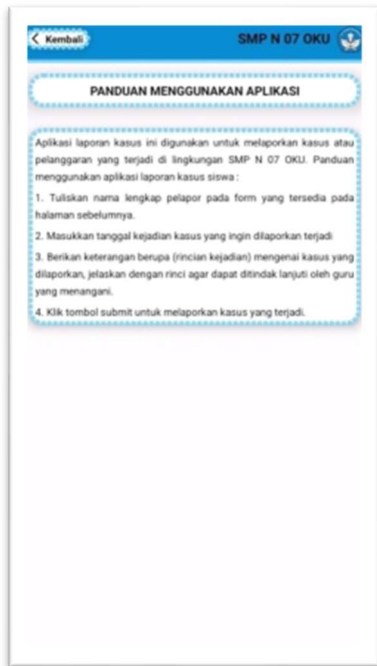 Kembali
SMP N 07 OKU
PANDUAN MENGGUNAKAN APLIKASI
Aplikasi laporan kasus ini digunakan untuk melaporkan kasus atau
pelanggaran yang terjadi di lingkungan SMP N 07 OKU. Panduan
menggunakan aplikasi laporan kasus siswa :
1. Tuliskan nama lengkap pelapor pada form yang tersedia pada
halaman sebelumnya.
2. Masukkan tanggal kejadian kasus yang ingin dilaporkan terjadi
3. Berikan keterangan berupa (rincian kejadian) mengenai kasus yang
dilaporkan, jelaskan dengan rinci agar dapat ditindak lanjuti oleh guru
yang menangani.
4. Klik tombol submit untuk melaporkan kasus yang terjadi.